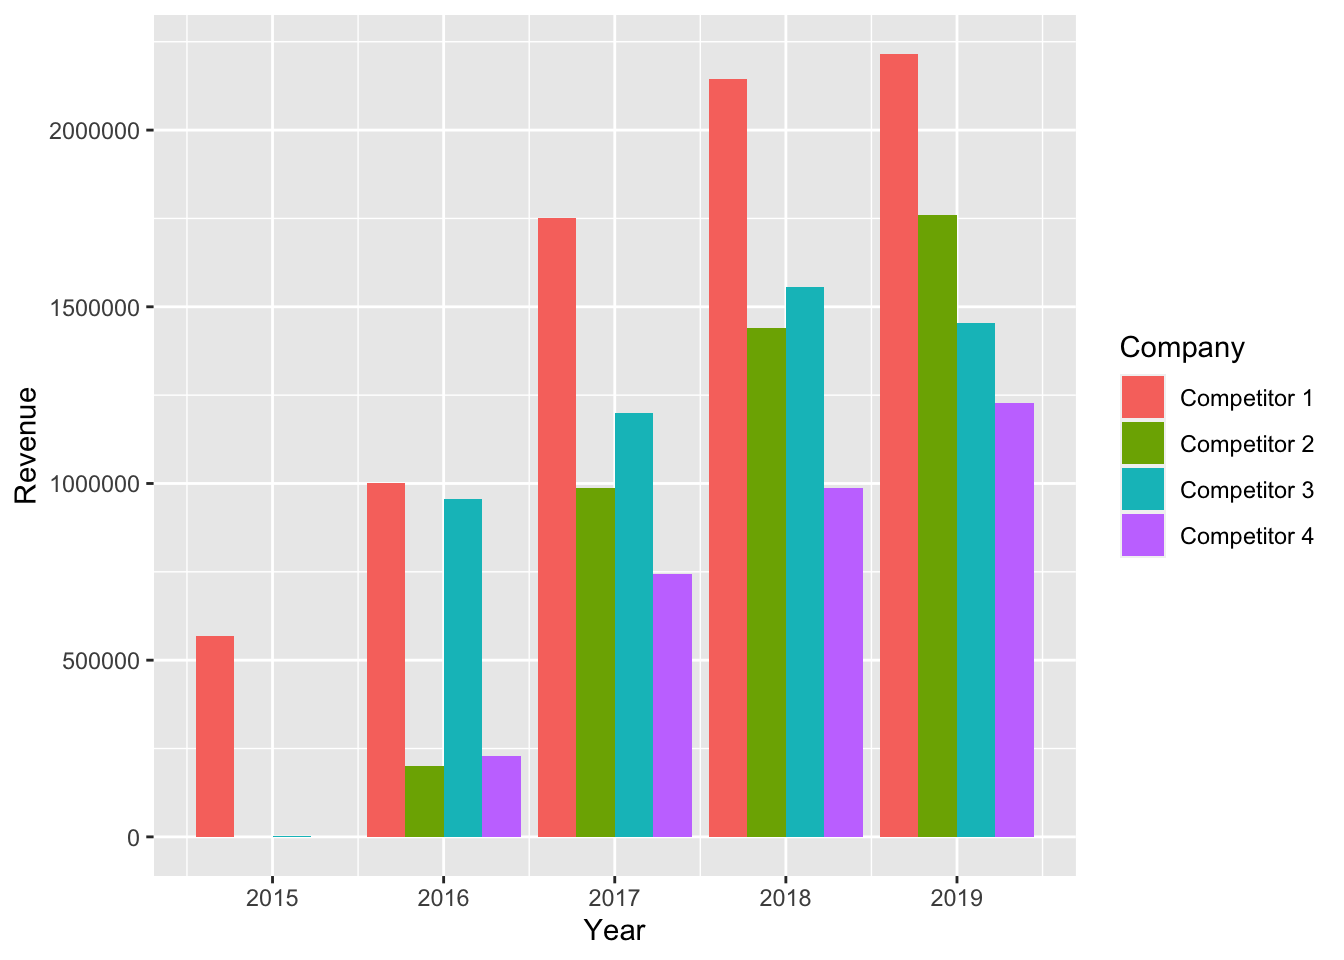 2000000
1500000
1000000
500000
0
Revenue
2015 2016 2017 2018 2019
Year
Company
Competitor 1
Competitor 2
Competitor 3
Competitor 4